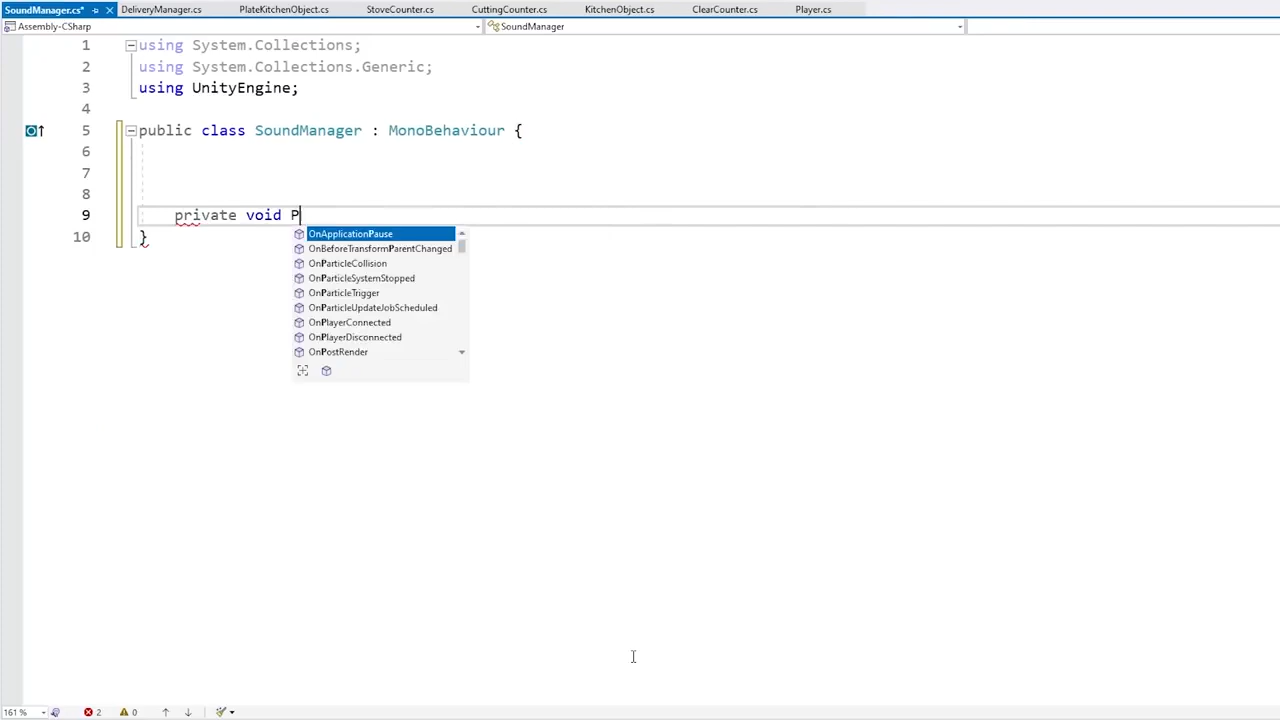 SoundManager.cs* DeliveryManager.cs PlateKitchenObject.cs StoveCounter.cs CuttingCounter.cs KitchenObject.cs ClearCounter.cs Player.cs
Assembly-CSharp SoundManager
1 using System.Collections;
2 using System.Collections.Generic;
3 using UnityEngine;
4
5 public class SoundManager : MonoBehaviour {
6
7
8
9 private void P
10 }
OnApplicationPause
OnBeforeTransformParentChanged
OnParticleCollision
OnParticleSystemStopped
OnParticleTrigger
OnParticleUpdateJobScheduled
OnPlayerConnected
OnPlayerDisconnected
OnPostRender
161 % 2 0